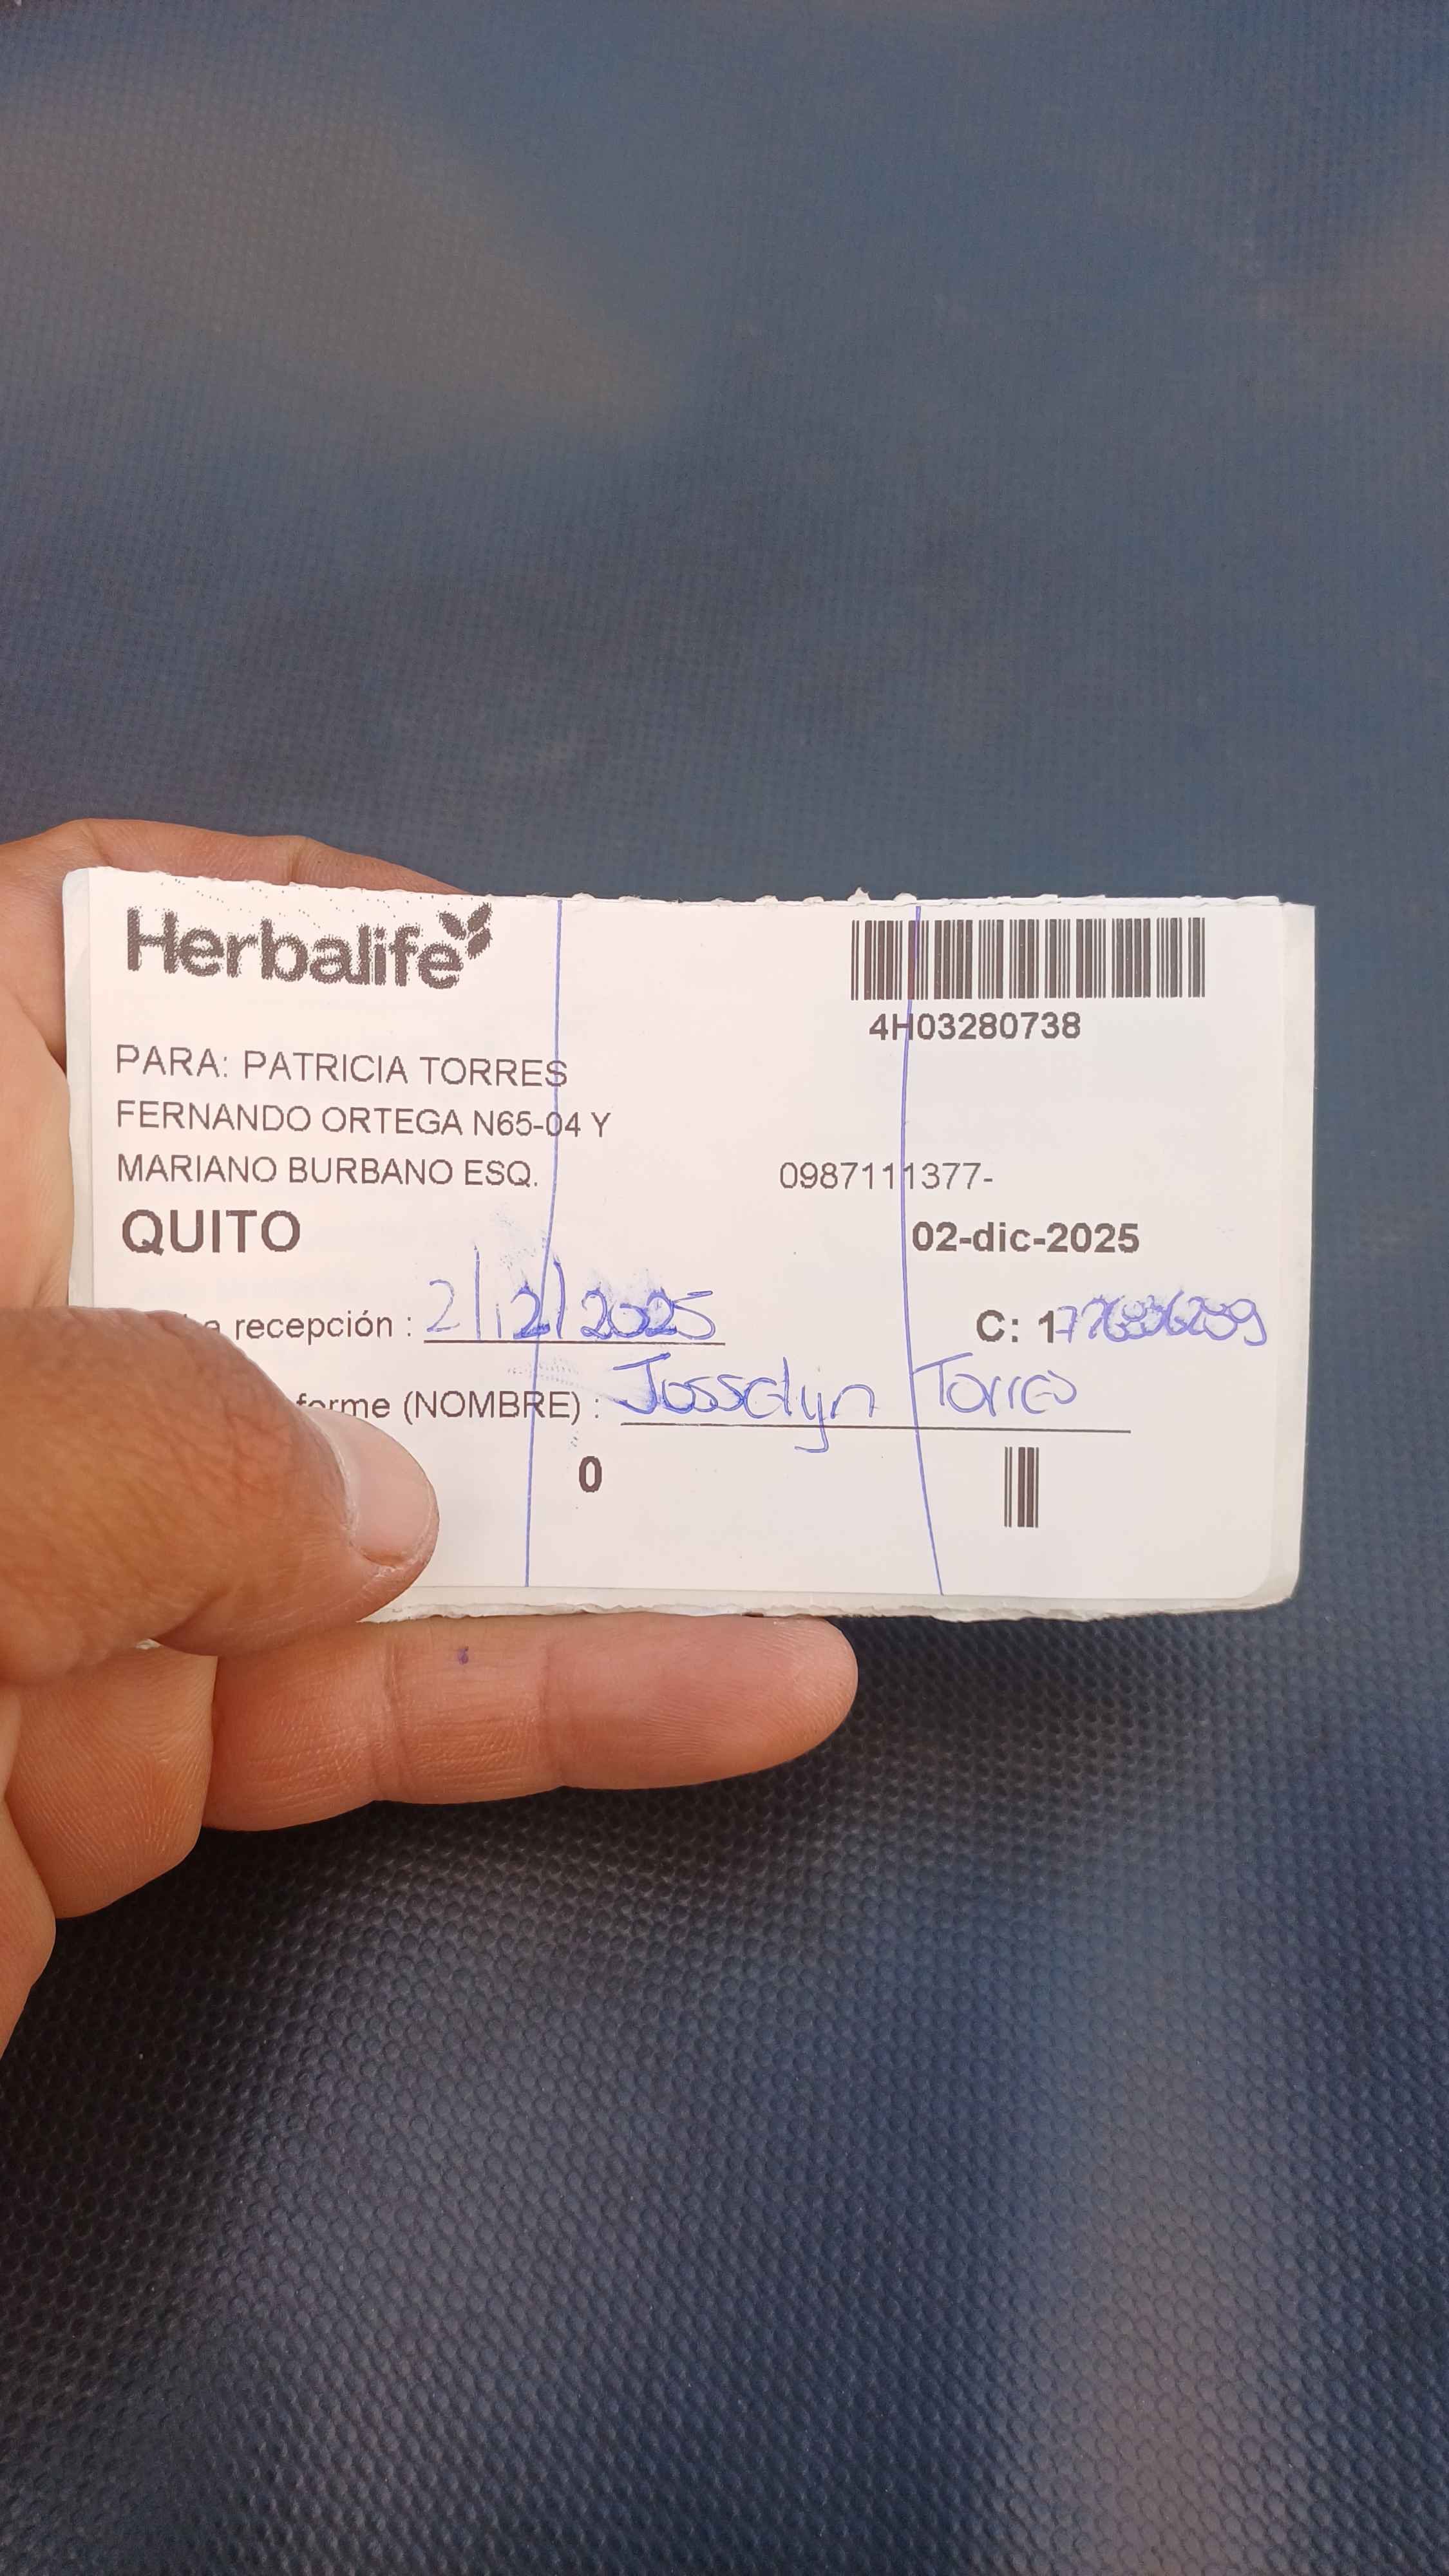 Herbalife
4H03280738
PARA: PATRICIA TORRES
FERNANDO ORTEGA N65-04 Y
MARIANO BURBANO ESQ. 0987111377-
QUITO 02-dic-2025
recepción : 2/12/2025 C:
forme (NOMBRE) : Josselyn Torres
0